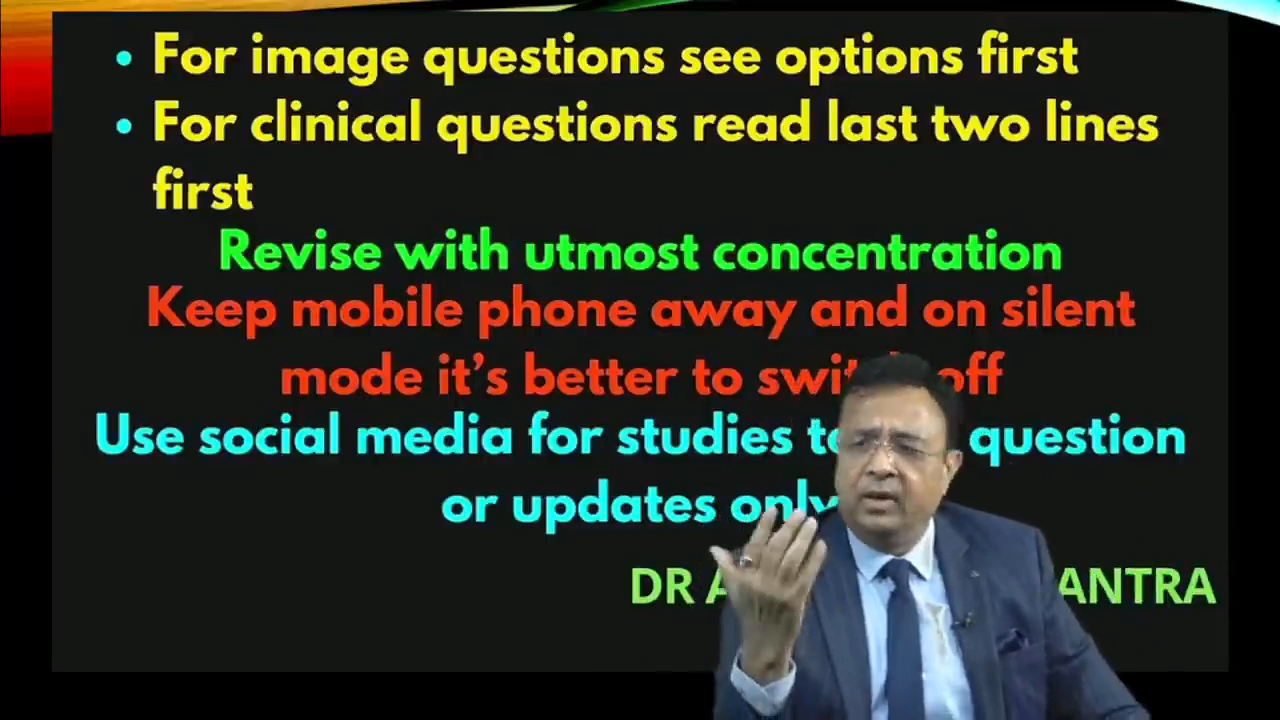 • For image questions see options first
• For clinical questions read last two lines
first
Revise with utmost concentration
Keep mobile phone away and on silent
mode it's better to off
Use social media for studies question
or updates only
DR